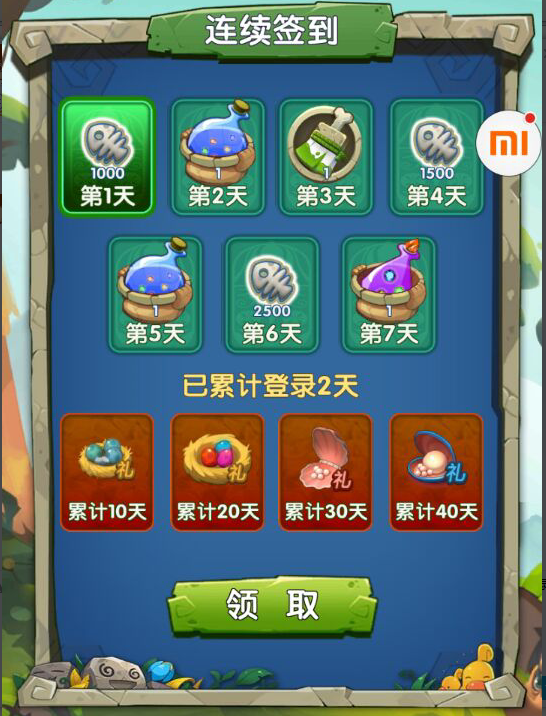 连续签到
1000
第1天
1
第2天
1
第3天
1500
第4天
MI
1
第5天
2500
第6天
1
第7天
已累计登录2天
礼
累计10天
礼
累计20天
礼
累计30天
礼
累计40天
领 取